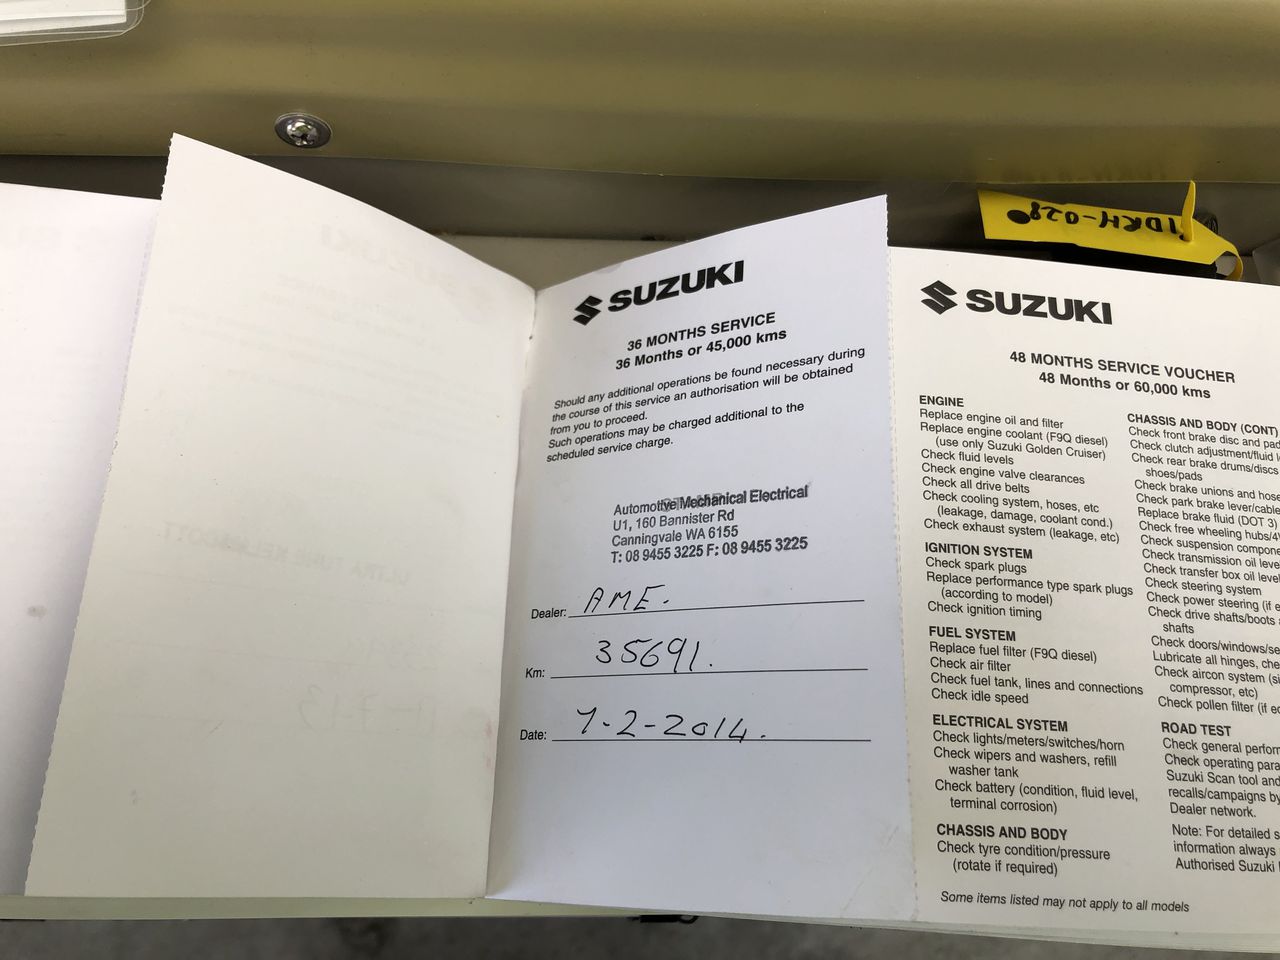 SUZUKI
36 MONTHS SERVICE
36 Months or 45,000 kms
Should any additional operations be found necessary during
the course of this service an authorisation will be obtained
from you to proceed.
Such operations may be charged additional to the
scheduled service charge.
Automotive Mechanical Electrical
U1, 160 Bannister Rd
Canningvale WA 6155
T: 08 9455 3225 F: 08 9455 3225
Dealer: AME.
Km: 35691.
Date: 7-2-2014.
1DRH-028
SUZUKI
48 MONTHS SERVICE VOUCHER
48 Months or 60,000 kms
ENGINE
Replace engine oil and filter
Replace engine coolant (F9Q diesel)
(use only Suzuki Golden Cruiser)
Check fluid levels
Check engine valve clearances
Check all drive belts
Check cooling system, hoses, etc
(leakage, damage, coolant cond.)
Check exhaust system (leakage, etc)
IGNITION SYSTEM
Check spark plugs
Replace performance type spark plugs
(according to model)
Check ignition timing
FUEL SYSTEM
Replace fuel filter (F9Q diesel)
Check air filter
Check fuel tank, lines and connections
Check idle speed
ELECTRICAL SYSTEM
Check lights/meters/switches/horn
Check wipers and washers, refill
washer tank
Check battery (condition, fluid level,
terminal corrosion)
CHASSIS AND BODY
Check tyre condition/pressure
(rotate if required)
CHASSIS AND BODY (CONT)
Check front brake disc and pad
Check clutch adjustment/fluid
Check rear brake drums/discs
shoes/pads
Check brake unions and hose
Check park brake lever/cable
Replace brake fluid (DOT 3)
Check free wheeling hubs/4
Check suspension compone
Check transmission oil leve
Check transfer box oil level
Check steering system
Check power steering (if e
Check drive shafts/boots
shafts
Check doors/windows/se
Lubricate all hinges, che
Check aircon system (si
compressor, etc)
Check pollen filter (if e
ROAD TEST
Check general perfor
Check operating para
Suzuki Scan tool and
recalls/campaigns by
Dealer network.
Note: For detailed s
information always
Authorised Suzuki
Some items listed may not apply to all models